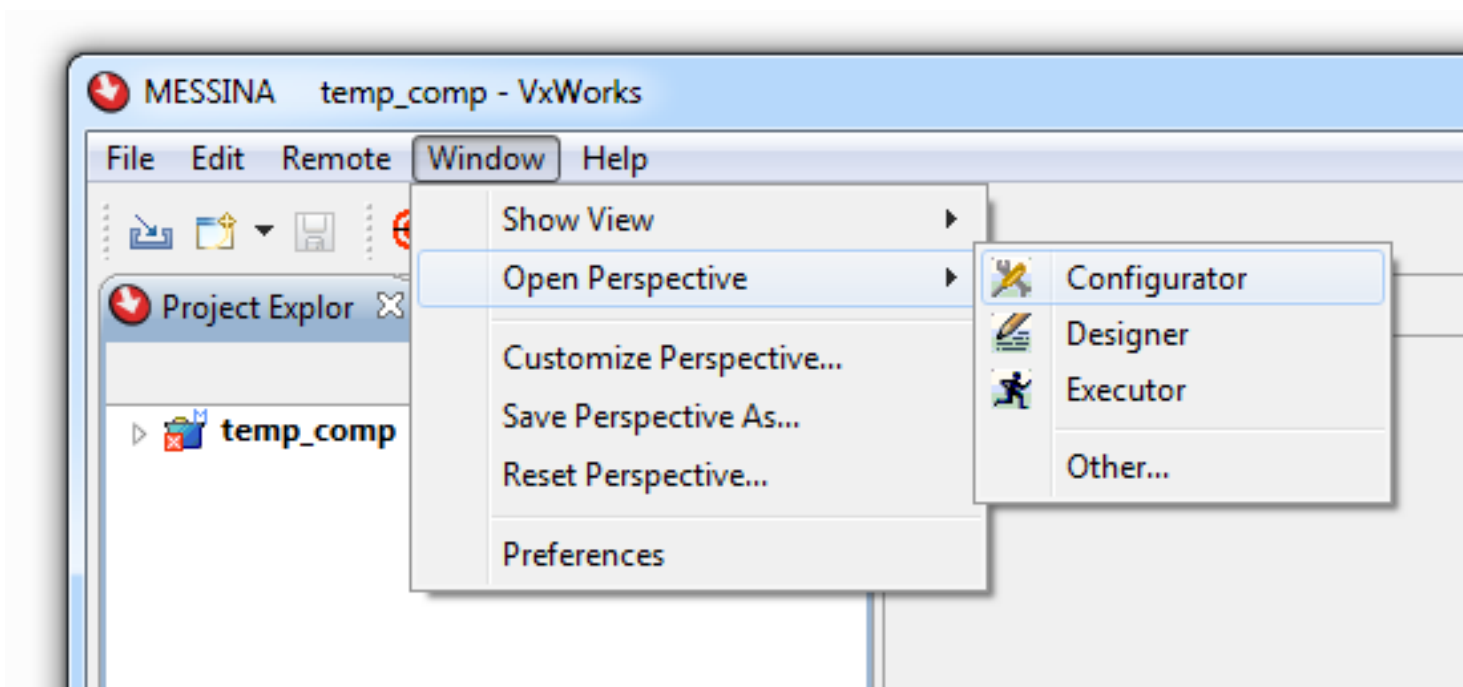 MESSINA temp_comp - VxWorks
File Edit Remote Window Help
Show View
Open Perspective
Configurator
Project Explor
Designer
Customize Perspective...
Executor
Save Perspective As...
temp_comp
Other...
Reset Perspective...
Preferences